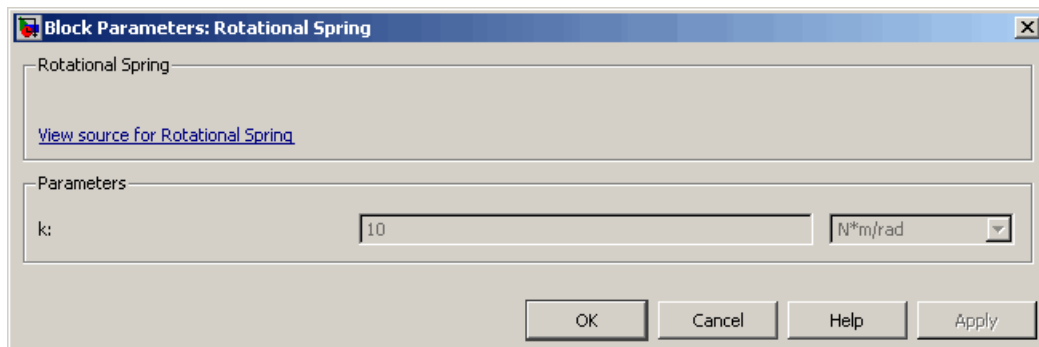 Block Parameters: Rotational Spring
Rotational Spring
View source for Rotational Spring
Parameters
k: 10 N*m/rad
OK Cancel Help Apply